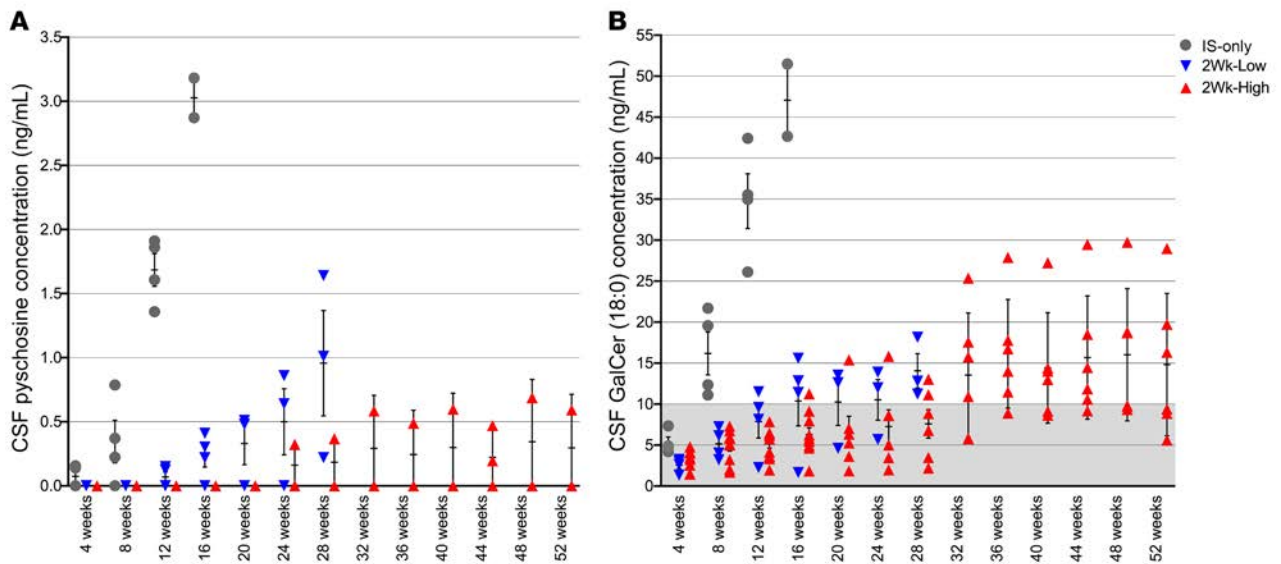 A
CSF pyschosine concentration (ng/mL)
3.5
3.0
2.5
2.0
1.5
1.0
0.5
0.0
4 weeks
8 weeks
12 weeks
16 weeks
20 weeks
24 weeks
28 weeks
32 weeks
36 weeks
40 weeks
44 weeks
48 weeks
52 weeks
B
CSF GalCer (18:0) concentration (ng/mL)
55
50
45
40
35
30
25
20
15
10
5
0
4 weeks
8 weeks
12 weeks
16 weeks
20 weeks
24 weeks
28 weeks
32 weeks
36 weeks
40 weeks
44 weeks
48 weeks
52 weeks
IS-only
2Wk-Low
2Wk-High